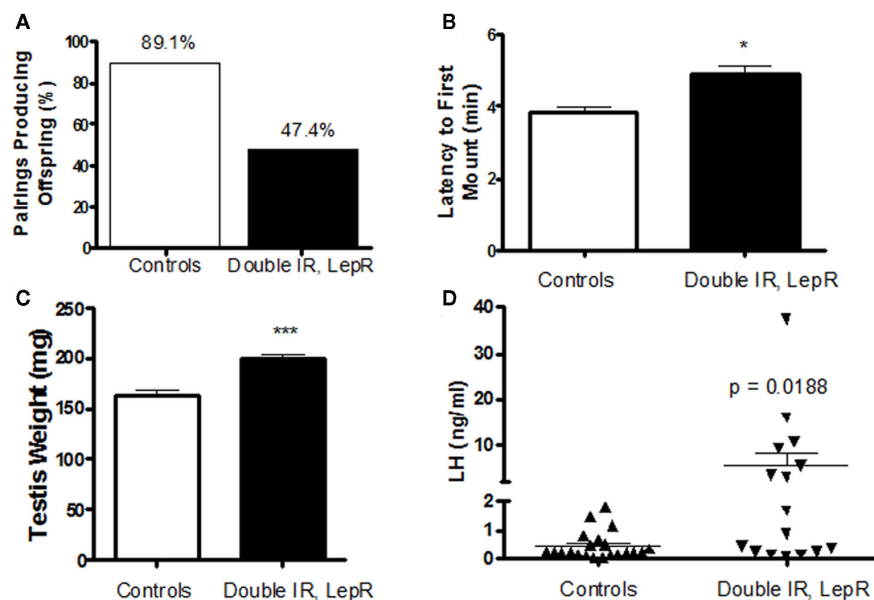 A
Pairings Producing
Offspring (%)
100
80
60
40
20
0
89.1%
47.4%
Controls
Double IR, LepR
B
Latency to First
Mount (min)
6
4
2
0
*
Controls
Double IR, LepR
C
Testis Weight (mg)
250
200
150
100
50
0
***
Controls
Double IR, LepR
D
LH (ng/ml)
40
30
20
10
2
1
0
p = 0.0188
Controls
Double IR, LepR